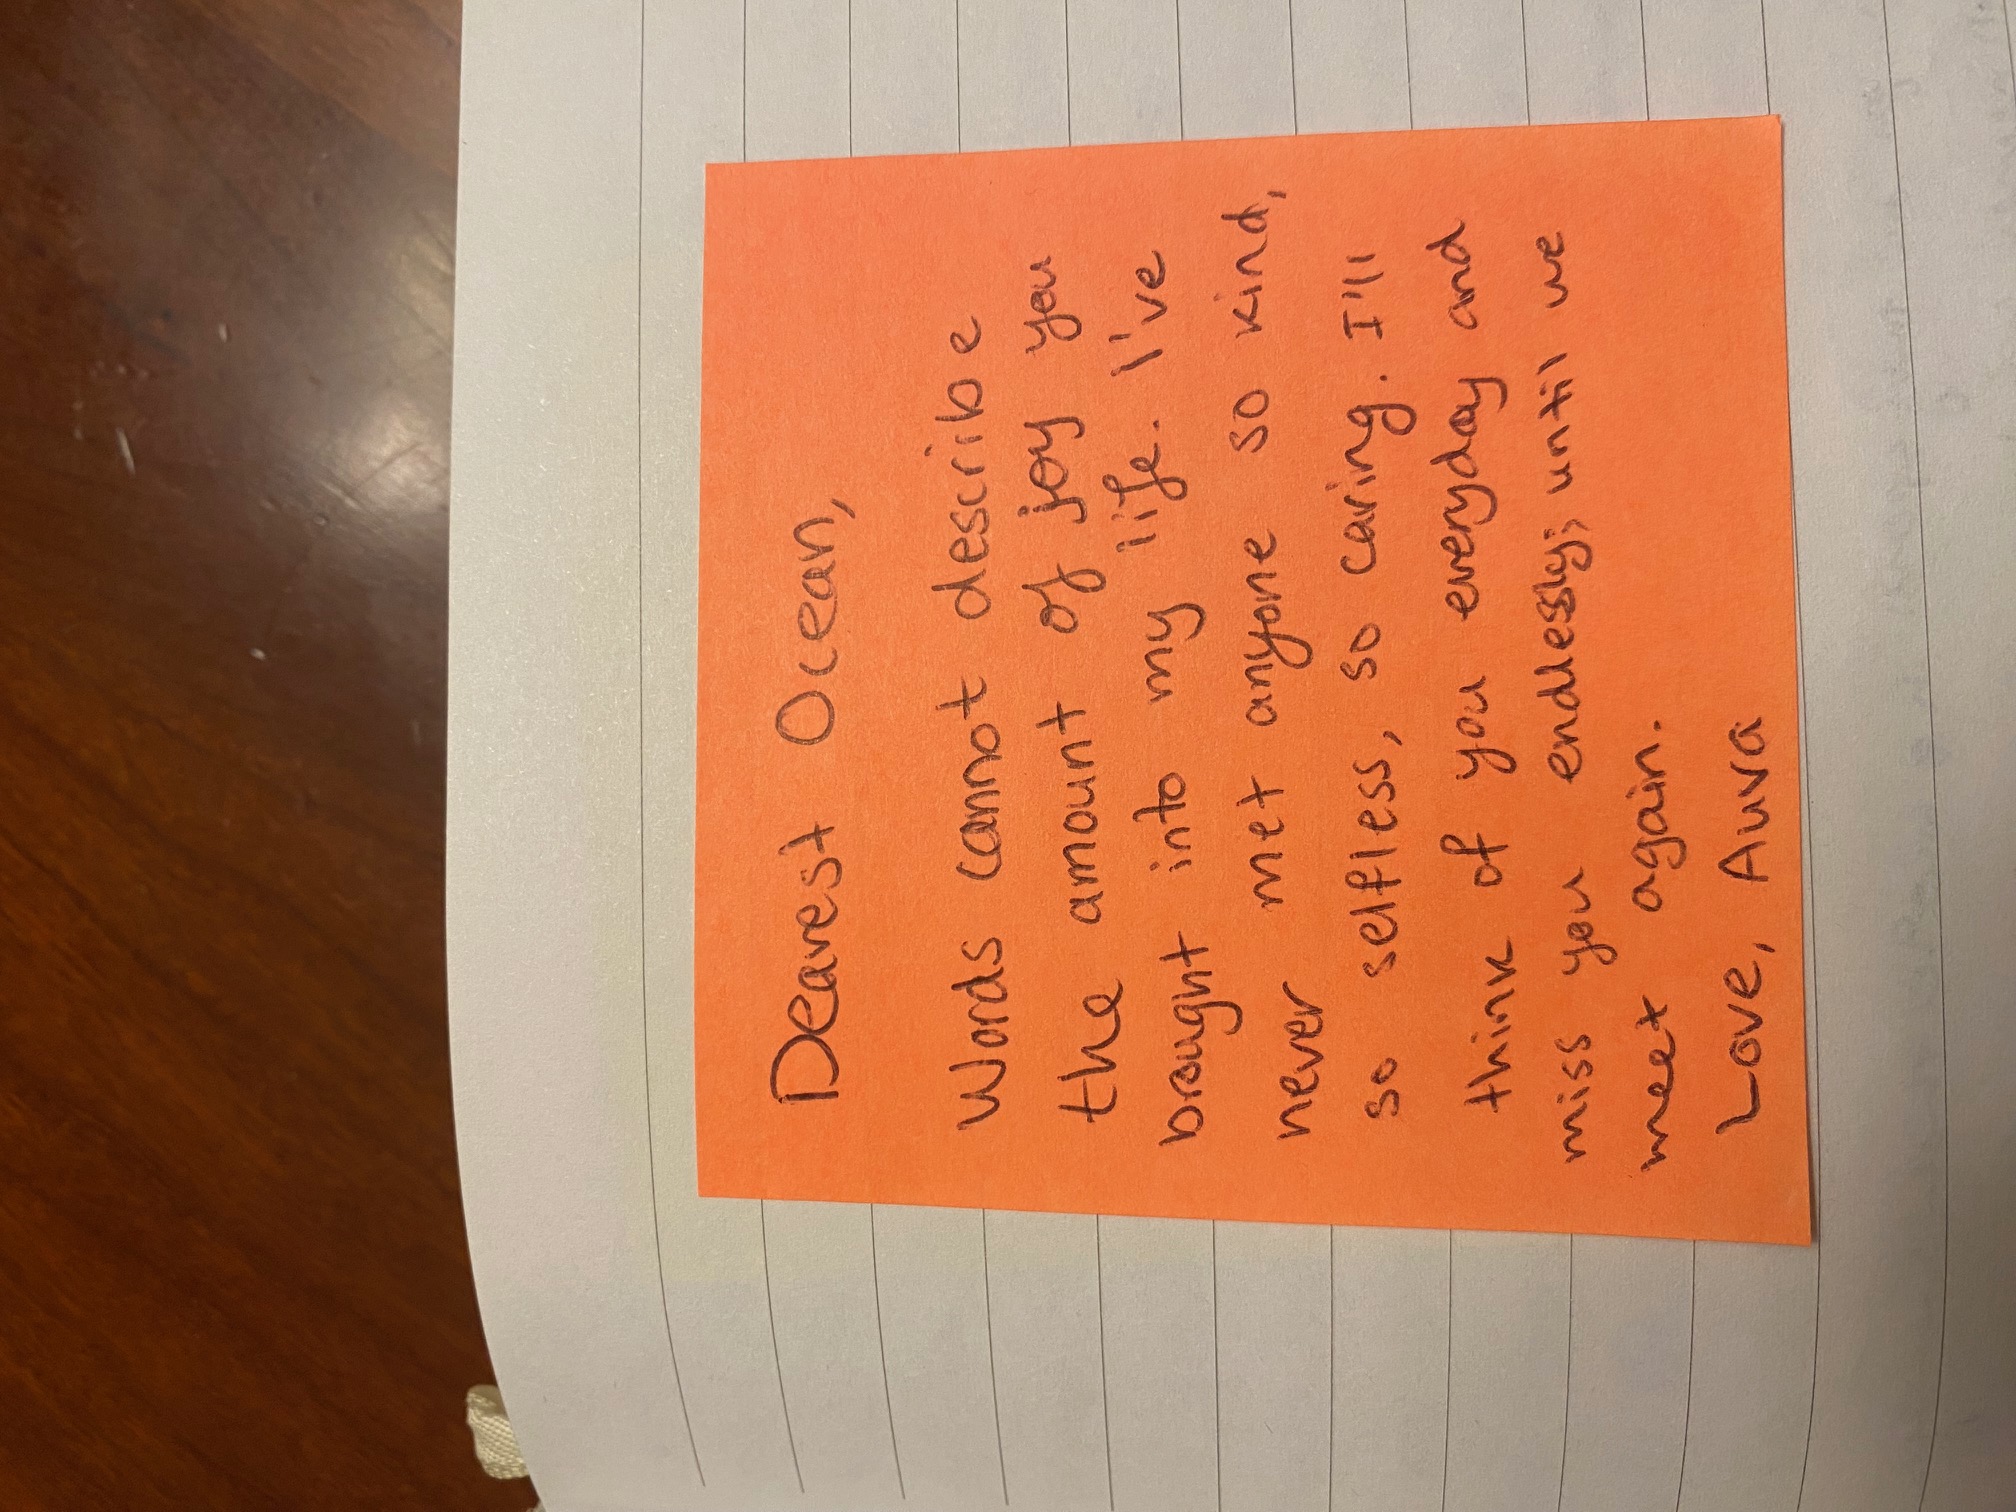 Dearest Ocean,
Words cannot describe
the amount of joy you
brought into my life. I've
never met anyone so kind,
so selfless, so caring. I'll
think of you everyday and
miss you endlessly; until we
meet again.
Love, Auva